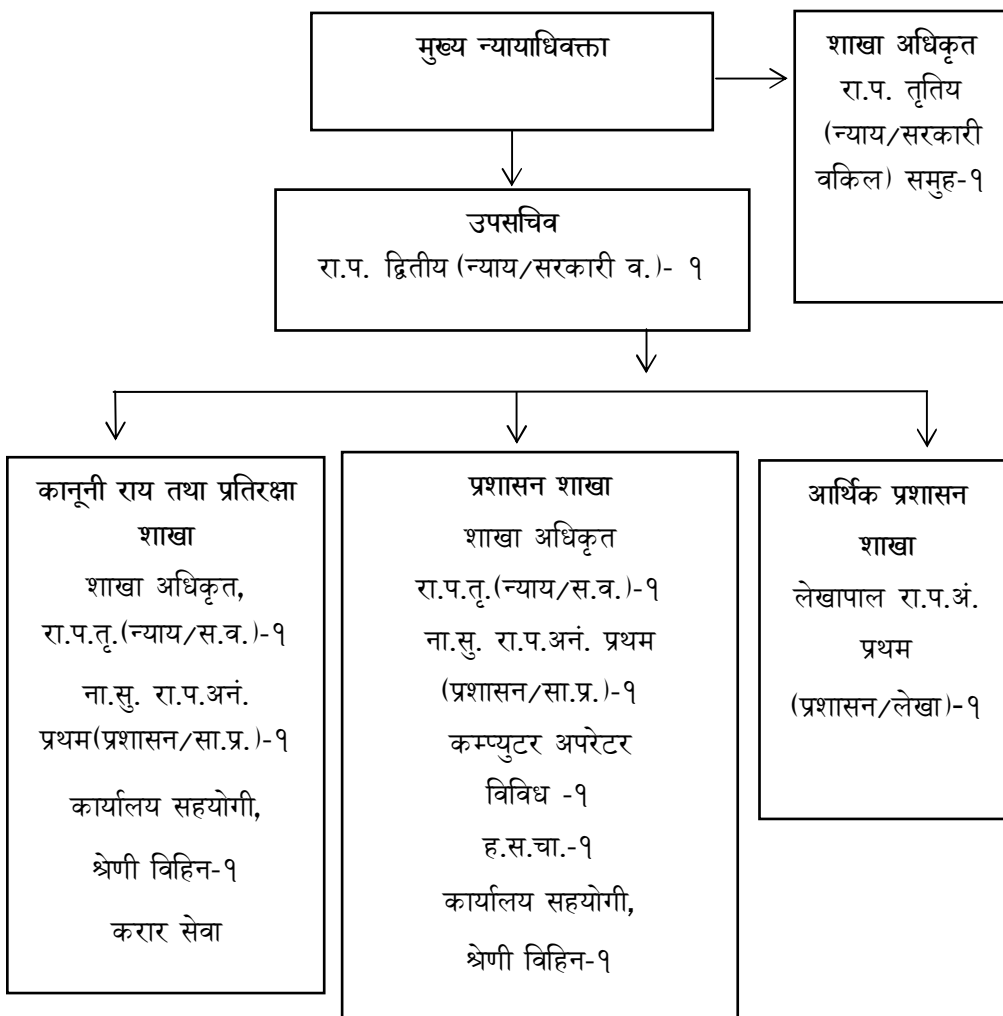 मुख्य न्यायाधिवक्ता
शाखा अधिकृत
रा.प. तृतिय
(न्याय/सरकारी
वकिल) समुह-१
उपसचिव
रा.प. द्वितीय (न्याय/सरकारी व.)- १
कानूनी राय तथा प्रतिरक्षा
शाखा
शाखा अधिकृत,
रा.प.तृ.(न्याय/स.व.)-१
ना.सु. रा.प.अनं.
प्रथम(प्रशासन/सा.प्र.)-१
कार्यालय सहयोगी,
श्रेणी विहिन-१
करार सेवा
प्रशासन शाखा
शाखा अधिकृत
रा.प.तृ.(न्याय/स.व.)-१
ना.सु. रा.प.अनं. प्रथम
(प्रशासन/सा.प्र.)-१
कम्प्युटर अपरेटर
विविध -१
ह.स.चा.-१
कार्यालय सहयोगी,
श्रेणी विहिन-१
आर्थिक प्रशासन
शाखा
लेखापाल रा.प.अं.
प्रथम
(प्रशासन/लेखा)-१